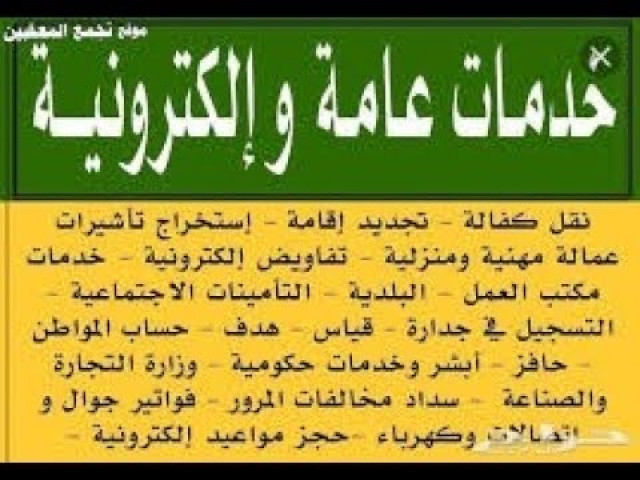 موقع تجمع المعقبين
خدمات عامة وإلكترونية
نقل كفالة - تجديد إقامة - إستخراج تأشيرات
عمالة مهنية ومنزلية - تفاويض إلكترونية - خدمات
مكتب العمل - البلدية - التأمينات الاجتماعية -
التسجيل في جدارة - قياس - هدف - حساب المواطن
- حافز - أبشر وخدمات حكومية - وزارة التجارة
والصناعة - سداد مخالفات المرور - فواتير جوال و
إتصالات وكهرباء -حجز مواعيد إلكترونية -